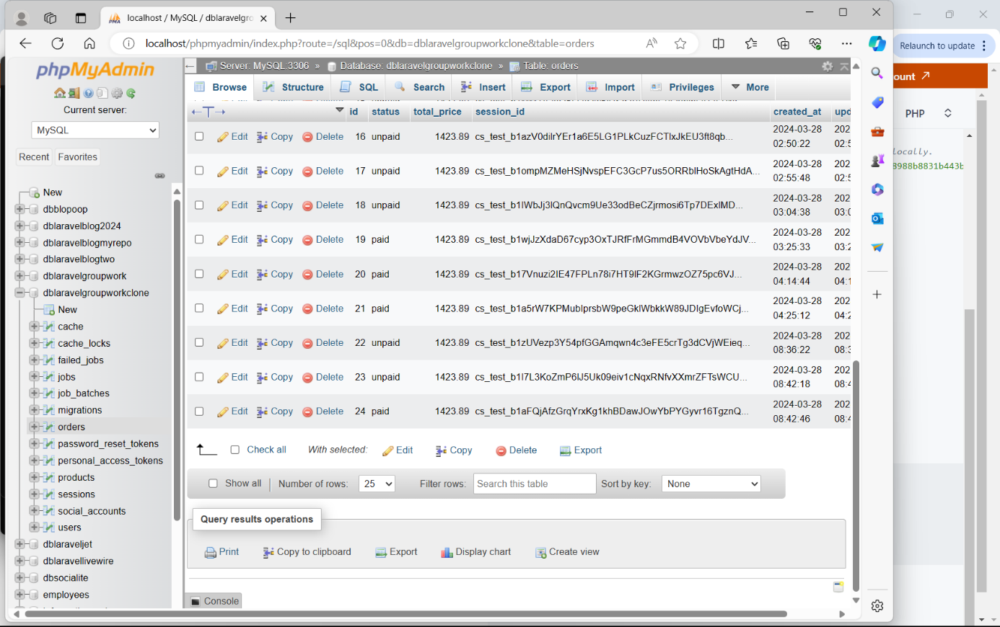 localhost / MySQL / dblaravelgro
localhost/phpmyadmin/index.php?route=/sql&pos=0&db=dblaravelgroupworkclone&table=orders
Relaunch to update
phpMyAdmin
Current server:
MySQL
Recent Favorites
New
dbblopoop
dblaravelblog2024
dblaravelblogmyrepo
dblaravelblogtwo
dblaravelgroupwork
dblaravelgroupworkclone
New
cache
cache_locks
failed_jobs
jobs
job_batches
migrations
orders
password_reset_tokens
personal_access_tokens
products
sessions
social_accounts
users
dblaraveljet
dblaravellivewire
dbsocialite
employees
Server: MySQL:3306 » Database: dblaravelgroupworkclone » Table: orders
Browse Structure SQL Search Insert Export Import Privileges More
id status total_price session_id created_at upd
Edit Copy Delete 16 unpaid 1423.89 cs_test_b1azV0dilrYEr1a6E5LG1PLkCuzFCTlxJkEU3ft8qb... 2024-03-28 202
02:50:22 02:5
Edit Copy Delete 17 unpaid 1423.89 cs_test_b1ompMZMeHSjNvspEFC3GcP7us5ORRblHoSkAgtHdA... 2024-03-28 202
02:55:48 02:5
Edit Copy Delete 18 unpaid 1423.89 cs_test_b1lWbJj3lQnQvcm9Ue33odBeCZjrmosi6Tp7DExlMD... 2024-03-28 202
03:04:38 03:0
Edit Copy Delete 19 paid 1423.89 cs_test_b1wjJzXdaD67cyp3OxTJRfFrMGmmdB4VOVbVbeYdJV... 2024-03-28 202
03:25:33 03:2
Edit Copy Delete 20 paid 1423.89 cs_test_b17Vnuzi2IE47FPLn78i7HT9lF2KGrmwzOZ75pc6VJ... 2024-03-28 202
04:14:44 04:1
Edit Copy Delete 21 paid 1423.89 cs_test_b1a5rW7KPMublprsbW9peGklWbkkW89JDIgEvfoWCj... 2024-03-28 202
04:25:12 04:2
Edit Copy Delete 22 unpaid 1423.89 cs_test_b1zUVezp3Y54pfGGAmqwn4c3eFE5crTg3dCVjWEieq... 2024-03-28 202
08:36:22 08:3
Edit Copy Delete 23 unpaid 1423.89 cs_test_b1I7L3KoZmP6lJ5Uk09eiv1cNqxRNfvXXmrZFTsWCU... 2024-03-28 202
08:42:18 08:4
Edit Copy Delete 24 paid 1423.89 cs_test_b1aFQjAfzGrqYrxKg1khBDawJOwYbPYGyvr16TgznQ... 2024-03-28 202
08:42:46 08:4
Check all With selected: Edit Copy Delete Export
Show all Number of rows: 25 Filter rows: Search this table Sort by key: None
Query results operations
Print Copy to clipboard Export Display chart Create view
Console
ount
PHP
locally.
8988b8831b443b